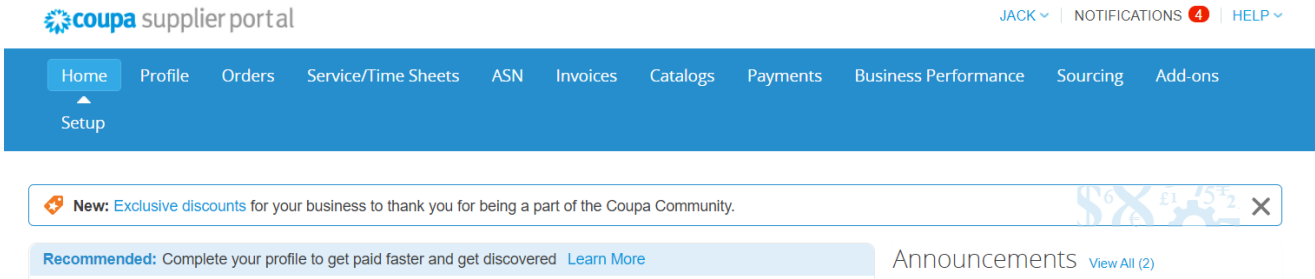 coupa supplier portal
JACK NOTIFICATIONS 4 HELP
Home Profile Orders Service/Time Sheets ASN Invoices Catalogs Payments Business Performance Sourcing Add-ons
Setup
New: Exclusive discounts for your business to thank you for being a part of the Coupa Community.
Recommended: Complete your profile to get paid faster and get discovered Learn More
Announcements View All (2)